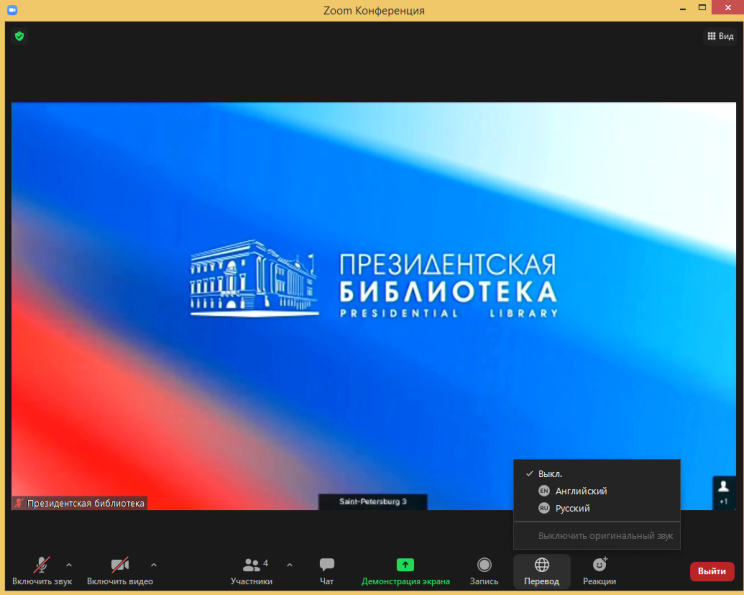 Zoom Конференция
Вид
ПРЕЗИДЕНТСКАЯ
БИБЛИОТЕКА
PRESIDENTIAL LIBRARY
Выкл.
EN Английский
RU Русский
Выключить оригинальный звук
+1
Президентская библиотека
Saint-Petersburg 3
Включить звук
Включить видео
4
Участники
Чат
Демонстрация экрана
Запись
Перевод
Реакции
Выйти